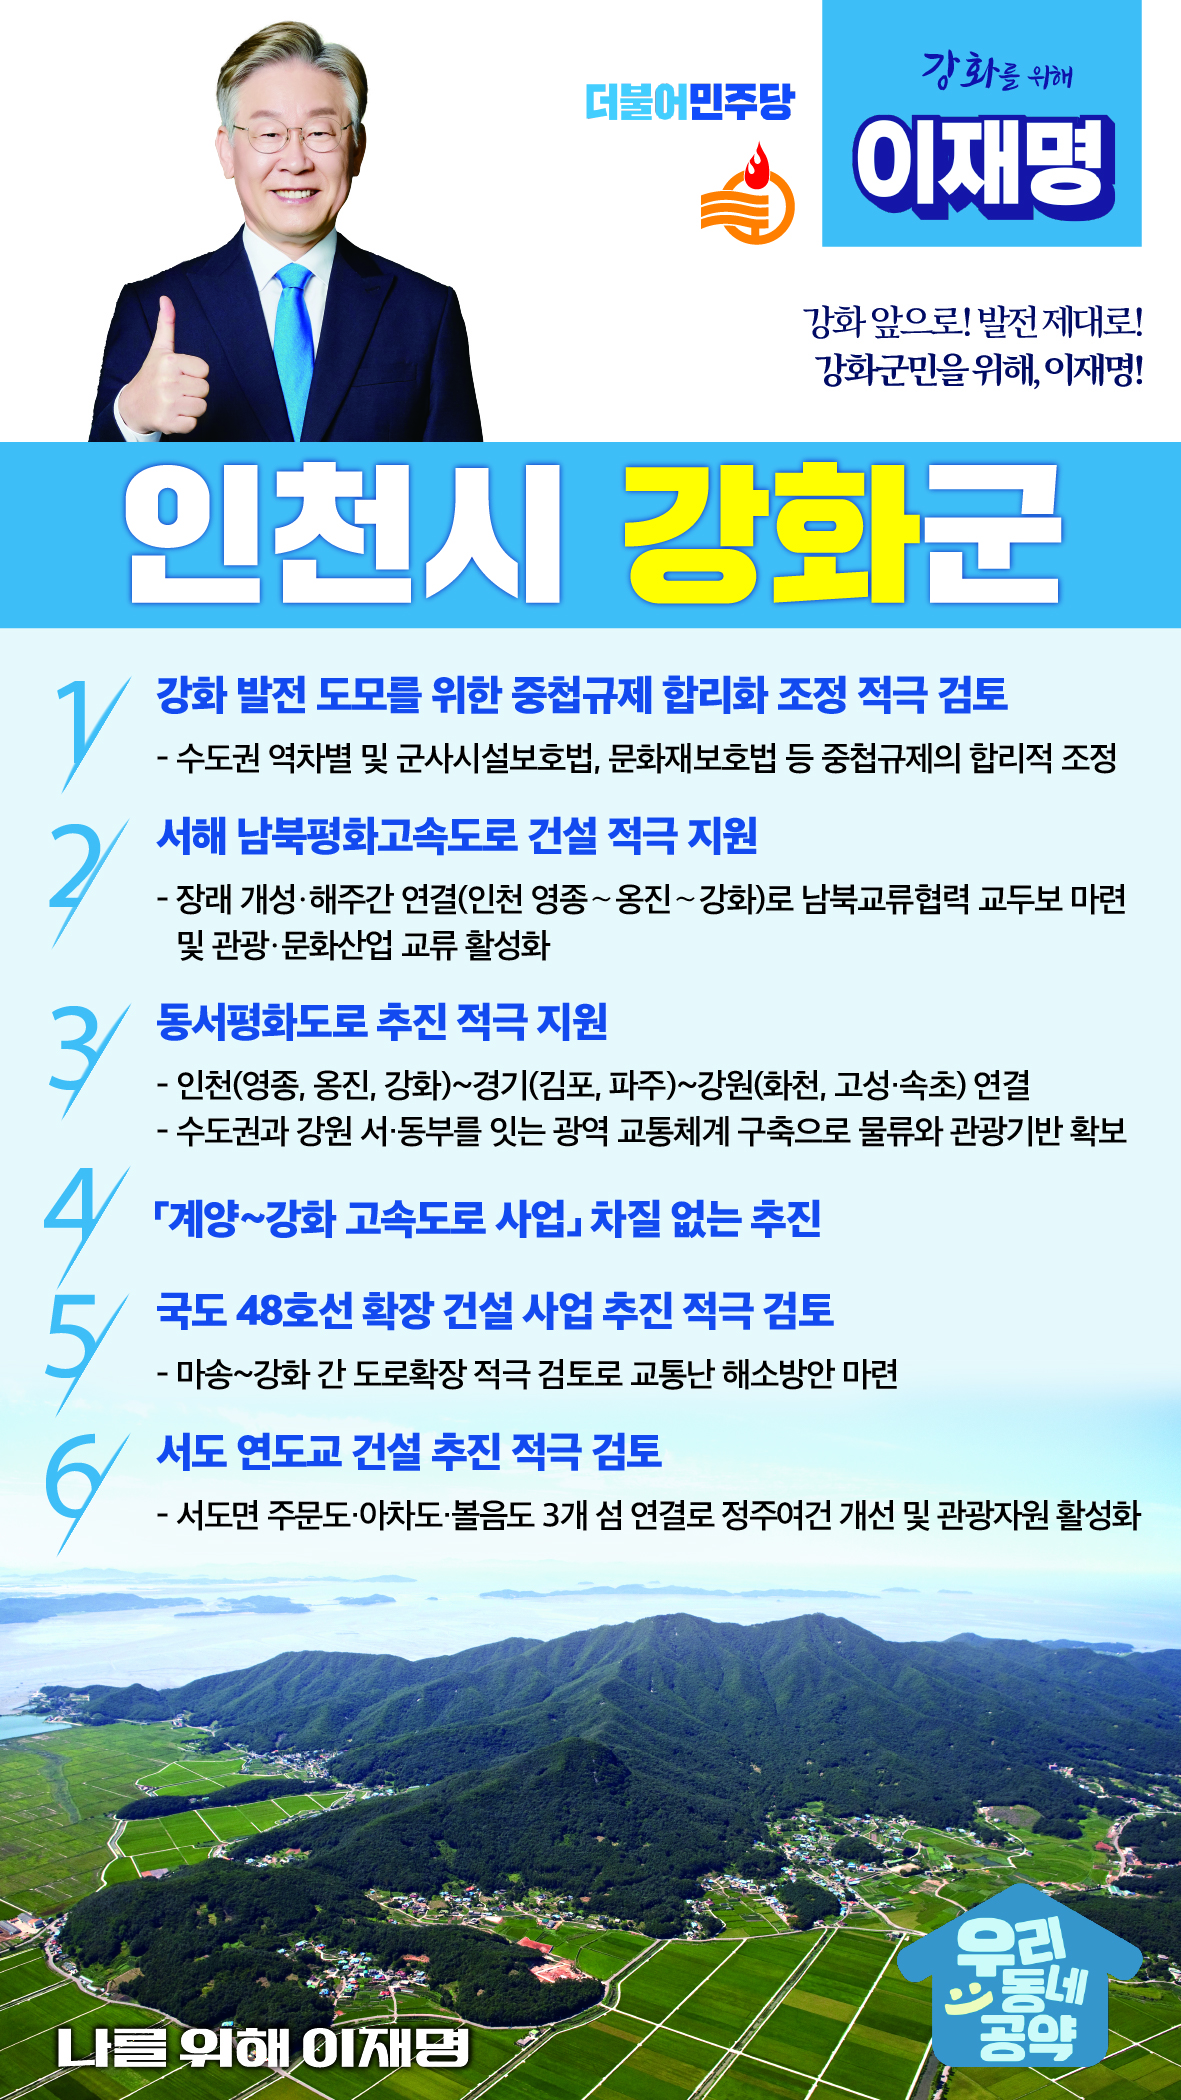 더불어민주당
강화를 위해
이재명
강화 앞으로! 발전 제대로!
강화군민을 위해, 이재명!
인천시 강화군
1 강화 발전 도모를 위한 중첩규제 합리화 조정 적극 검토
- 수도권 역차별 및 군사시설보호법, 문화재보호법 등 중첩규제의 합리적 조정
2 서해 남북평화고속도로 건설 적극 지원
- 장래 개성·해주간 연결(인천 영종~옹진~강화)로 남북교류협력 교두보 마련
및 관광·문화산업 교류 활성화
3 동서평화도로 추진 적극 지원
- 인천(영종, 옹진, 강화)~경기(김포, 파주)~강원(화천, 고성·속초) 연결
- 수도권과 강원 서·동부를 잇는 광역 교통체계 구축으로 물류와 관광기반 확보
4 「계양~강화 고속도로 사업」 차질 없는 추진
5 국도 48호선 확장 건설 사업 추진 적극 검토
- 마송~강화 간 도로확장 적극 검토로 교통난 해소방안 마련
6 서도 연도교 건설 추진 적극 검토
- 서도면 주문도·아차도·볼음도 3개 섬 연결로 정주여건 개선 및 관광자원 활성화
우리
동네
공약
나를 위해 이재명